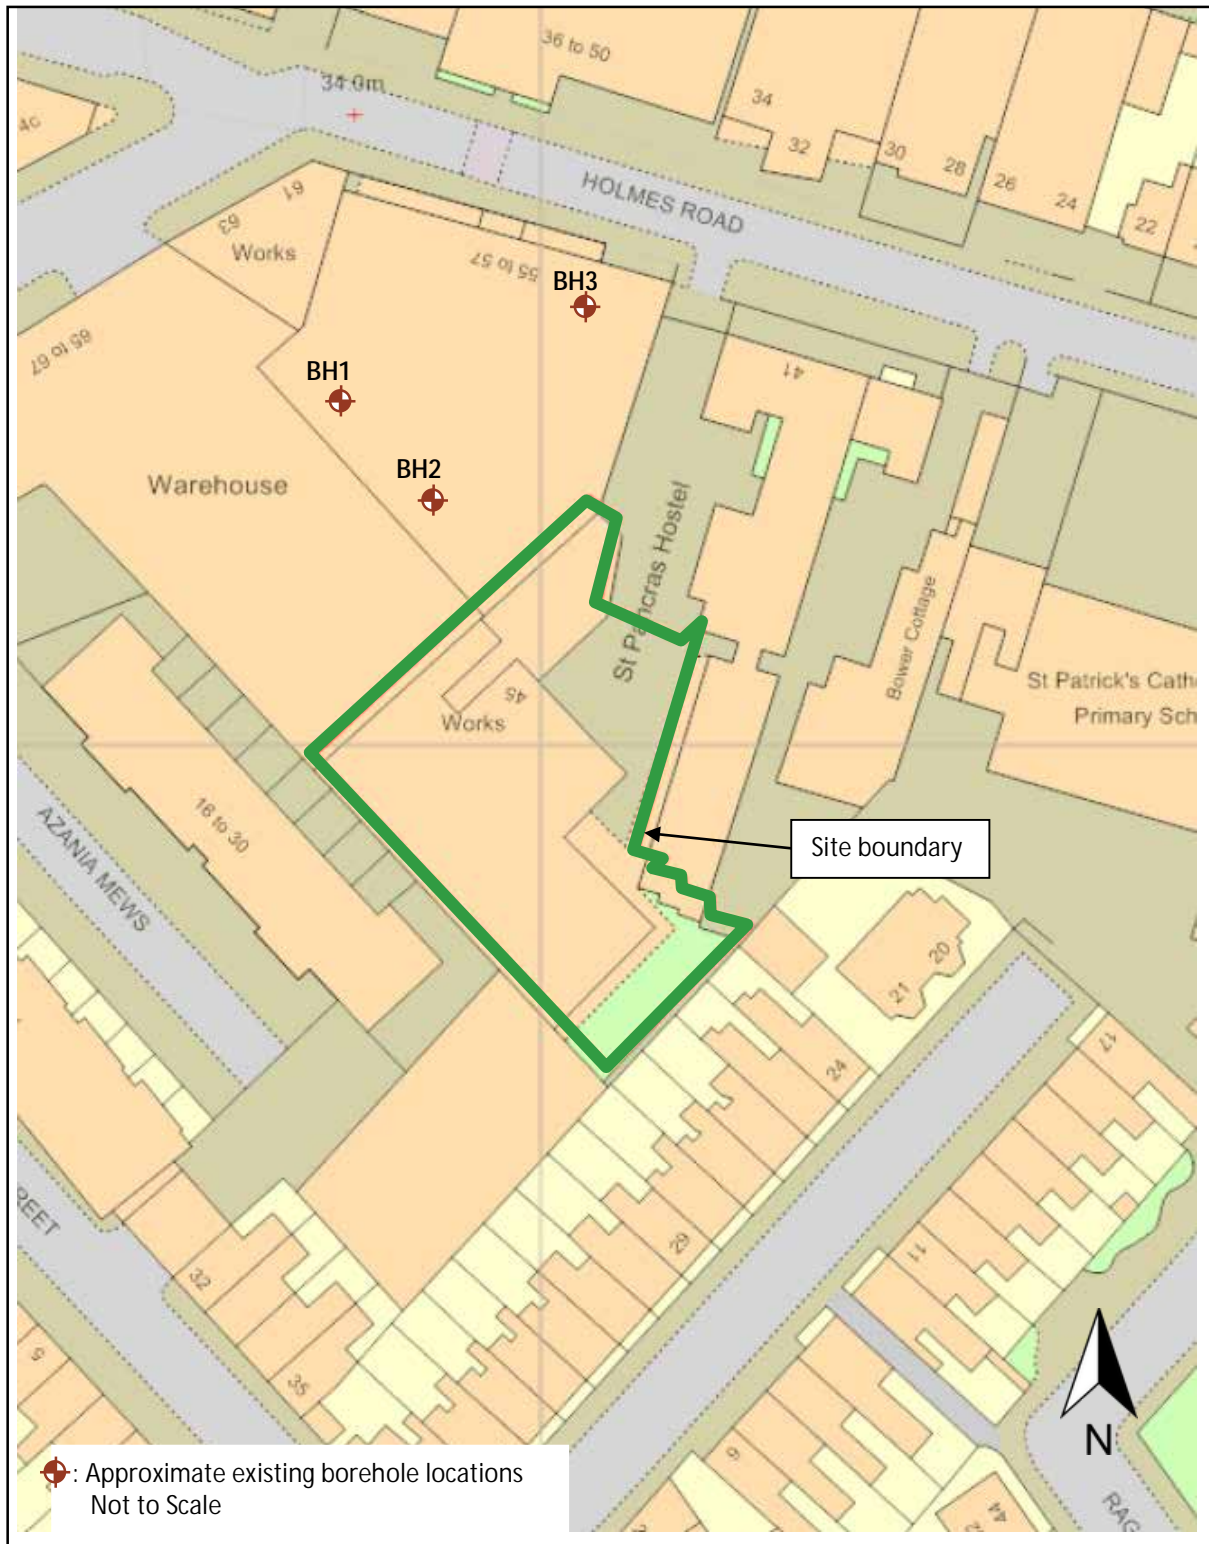 36 to 50
34.0m
4c
34
32
30
28
26
24
22
HOLMES ROAD
61
63
Works
55 to 57
BH3
65 to 67
BH1
41
BH2
Warehouse
St Pancras Hostel
Bower Cottage
St Patrick's Cath
Primary Sch
45
Works
16 to 30
AZANIA MEWS
Site boundary
20
21
24
17
29
11
REET
32
35
5
6
44
N
RAG
: Approximate existing borehole locations
Not to Scale